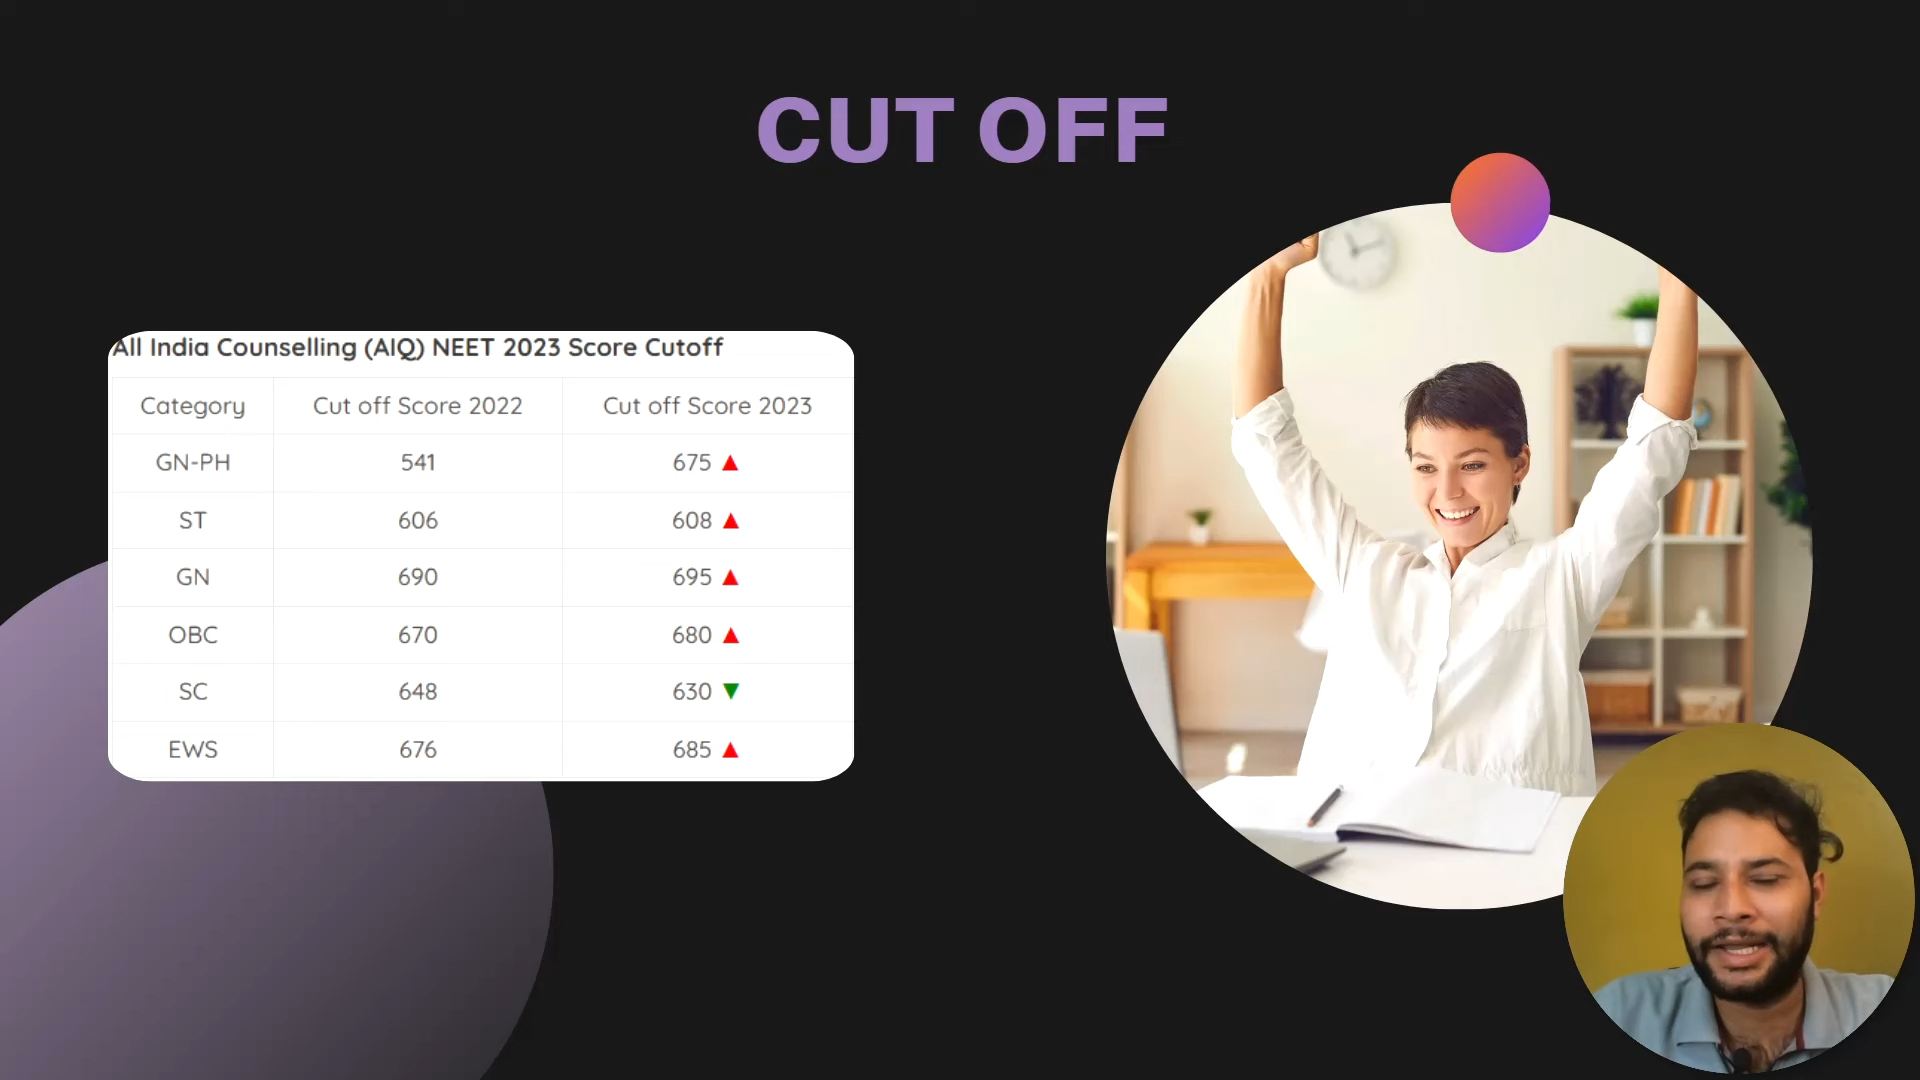 CUT OFF
All India Counselling (AIQ) NEET 2023 Score Cutoff
Category Cut off Score 2022 Cut off Score 2023
GN-PH 541 675 ▲
ST 606 608 ▲
GN 690 695 ▲
OBC 670 680 ▲
SC 648 630 ▼
EWS 676 685 ▲